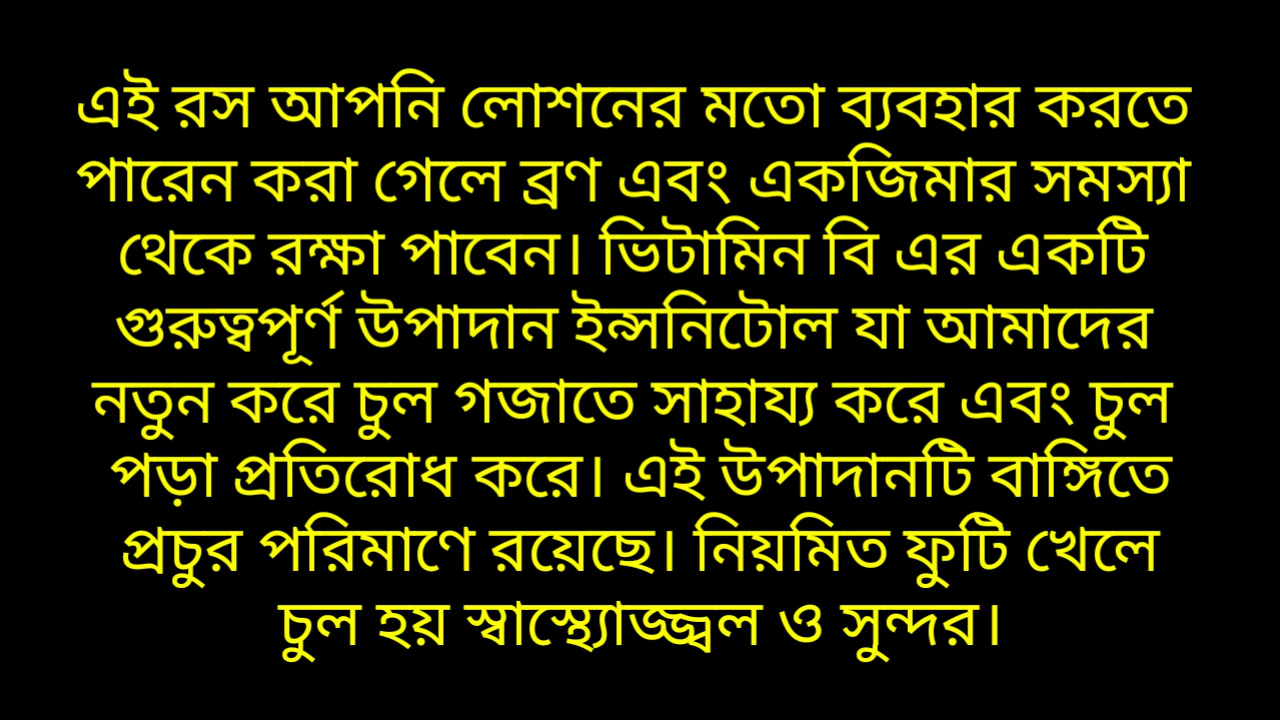 এই রস আপনি লোশনের মতো ব্যবহার করতে
পারেন করা গেলে ব্রণ এবং একজিমার সমস্যা
থেকে রক্ষা পাবেন। ভিটামিন বি এর একটি
গুরুত্বপূর্ণ উপাদান ইন্সনিটোল যা আমাদের
নতুন করে চুল গজাতে সাহায্য করে এবং চুল
পড়া প্রতিরোধ করে। এই উপাদানটি বাঙ্গিতে
প্রচুর পরিমাণে রয়েছে। নিয়মিত ফুটি খেলে
চুল হয় স্বাস্থ্যোজ্জ্বল ও সুন্দর।